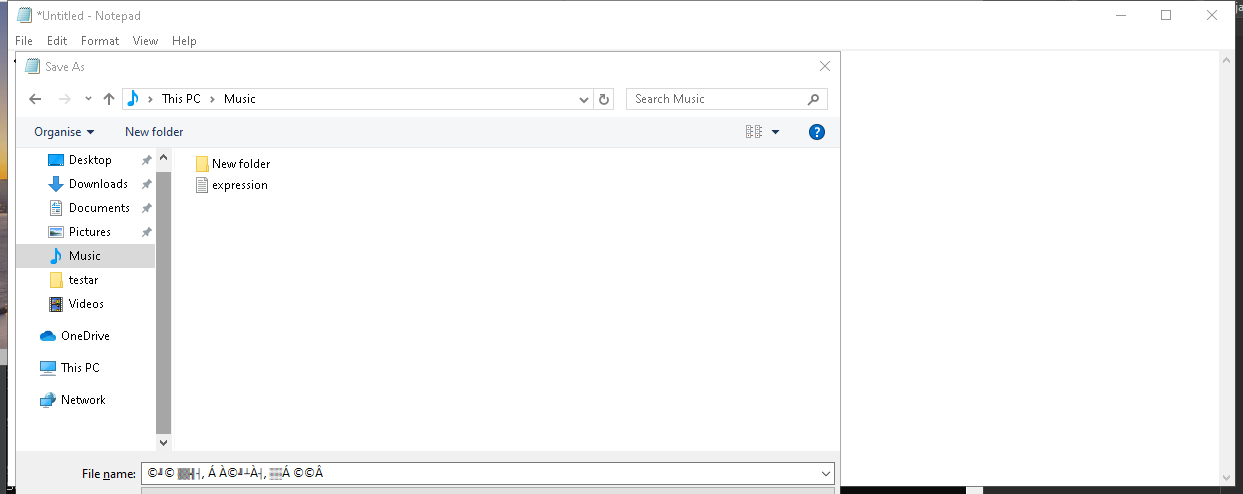 *Untitled - Notepad
File Edit Format View Help
Save As
This PC > Music
Search Music
Organise
New folder
Desktop
Downloads
Documents
Pictures
Music
testar
Videos
OneDrive
This PC
Network
New folder
expression
File name: